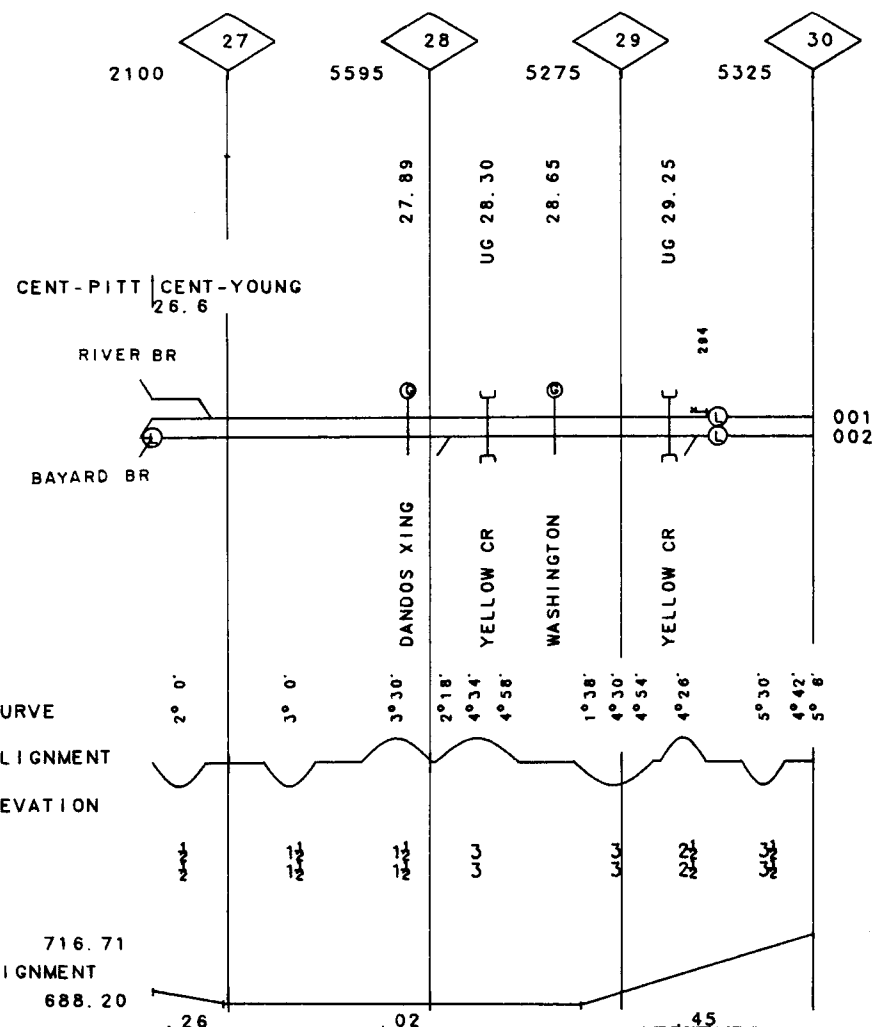 27 28 29 30
2100 5595 5275 5325
27.89
UG 28.30
28.65
UG 29.25
CENT-PITT CENT-YOUNG
26.6
294
RIVER BR
G G
L 001
L L 002
BAYARD BR
DANDOS XING
YELLOW CR
WASHINGTON
YELLOW CR
2° 0' 3° 0' 3°30' 2°18' 4°34' 4°58' 1°38' 4°30' 4°54' 4°26' 5°30' 4°42' 5° 6'
URVE
LIGNMENT
EVATION
½ 1½ 1½ 3 3 2½ 3½
½ 1½ 1½ 3 3 2½ 3½
716.71
IGNMENT
688.20
.26 .02 .45